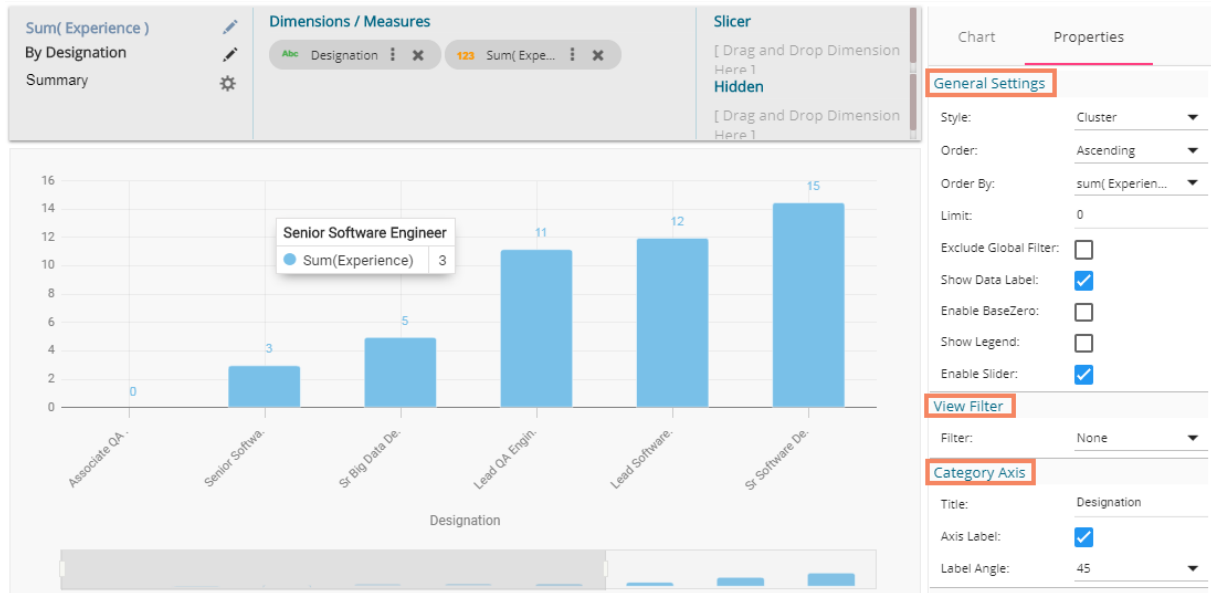 Sum( Experience )
By Designation
Summary
Dimensions / Measures
Abc Designation
123 Sum( Expe...
Slicer
[ Drag and Drop Dimension
Here ]
Hidden
[ Drag and Drop Dimension
Here ]
Chart Properties
General Settings
Style: Cluster
Order: Ascending
Order By: sum( Experien...
Limit: 0
Exclude Global Filter:
Show Data Label:
Enable BaseZero:
Show Legend:
Enable Slider:
View Filter
Filter: None
Category Axis
Title: Designation
Axis Label:
Label Angle: 45
16
14
12
10
8
6
4
2
0
0
3
5
11
12
15
Senior Software Engineer
Sum(Experience) 3
Associate QA .
Senior Softwa.
Sr Big Data De.
Lead QA Engin.
Lead Software.
Sr Software De.
Designation